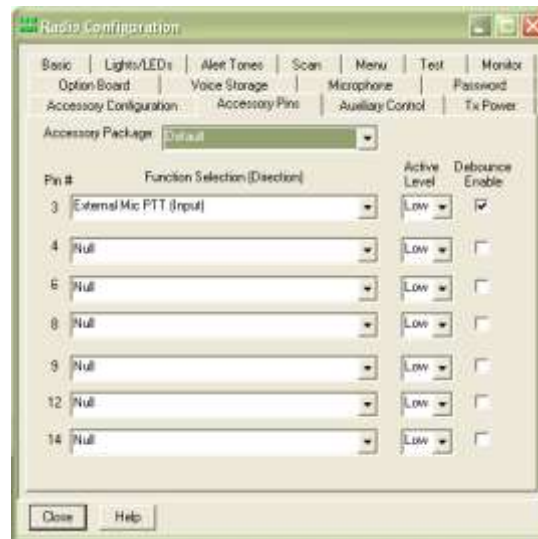 Radio Configuration
Basic Lights/LEDs Alert Tones Scan Menu Test Monitor
Option Board Voice Storage Microphone Password
Accessory Configuration Accessory Pins Auxiliary Control Tx Power
Accessory Package: Default
Pin # Function Selection (Direction) Active Level Debounce Enable
3 External Mic PTT (Input) Low
4 Null Low
6 Null Low
8 Null Low
9 Null Low
12 Null Low
14 Null Low
Close Help